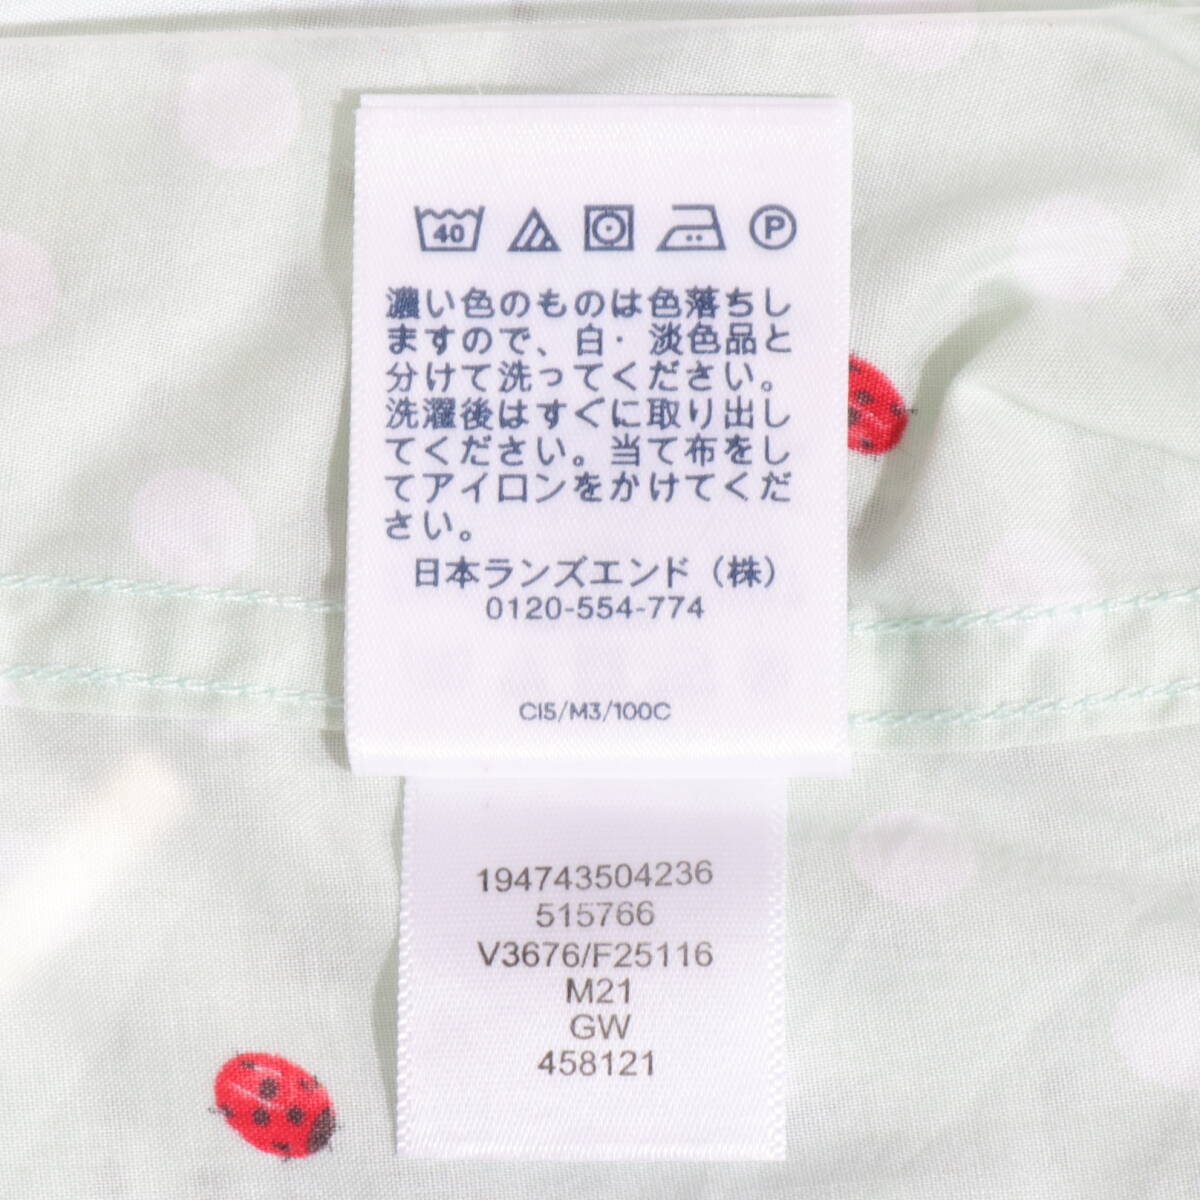 40 P
濃い色のものは色落ちし
ますので、白・淡色品と
分けて洗ってください。
洗濯後はすぐに取り出し
てください。当て布をし
てアイロンをかけてくだ
さい。
日本ランズエンド（株）
0120-554-774
CI5/M3/100C
194743504236
515766
V3676/F25116
M21
GW
458121